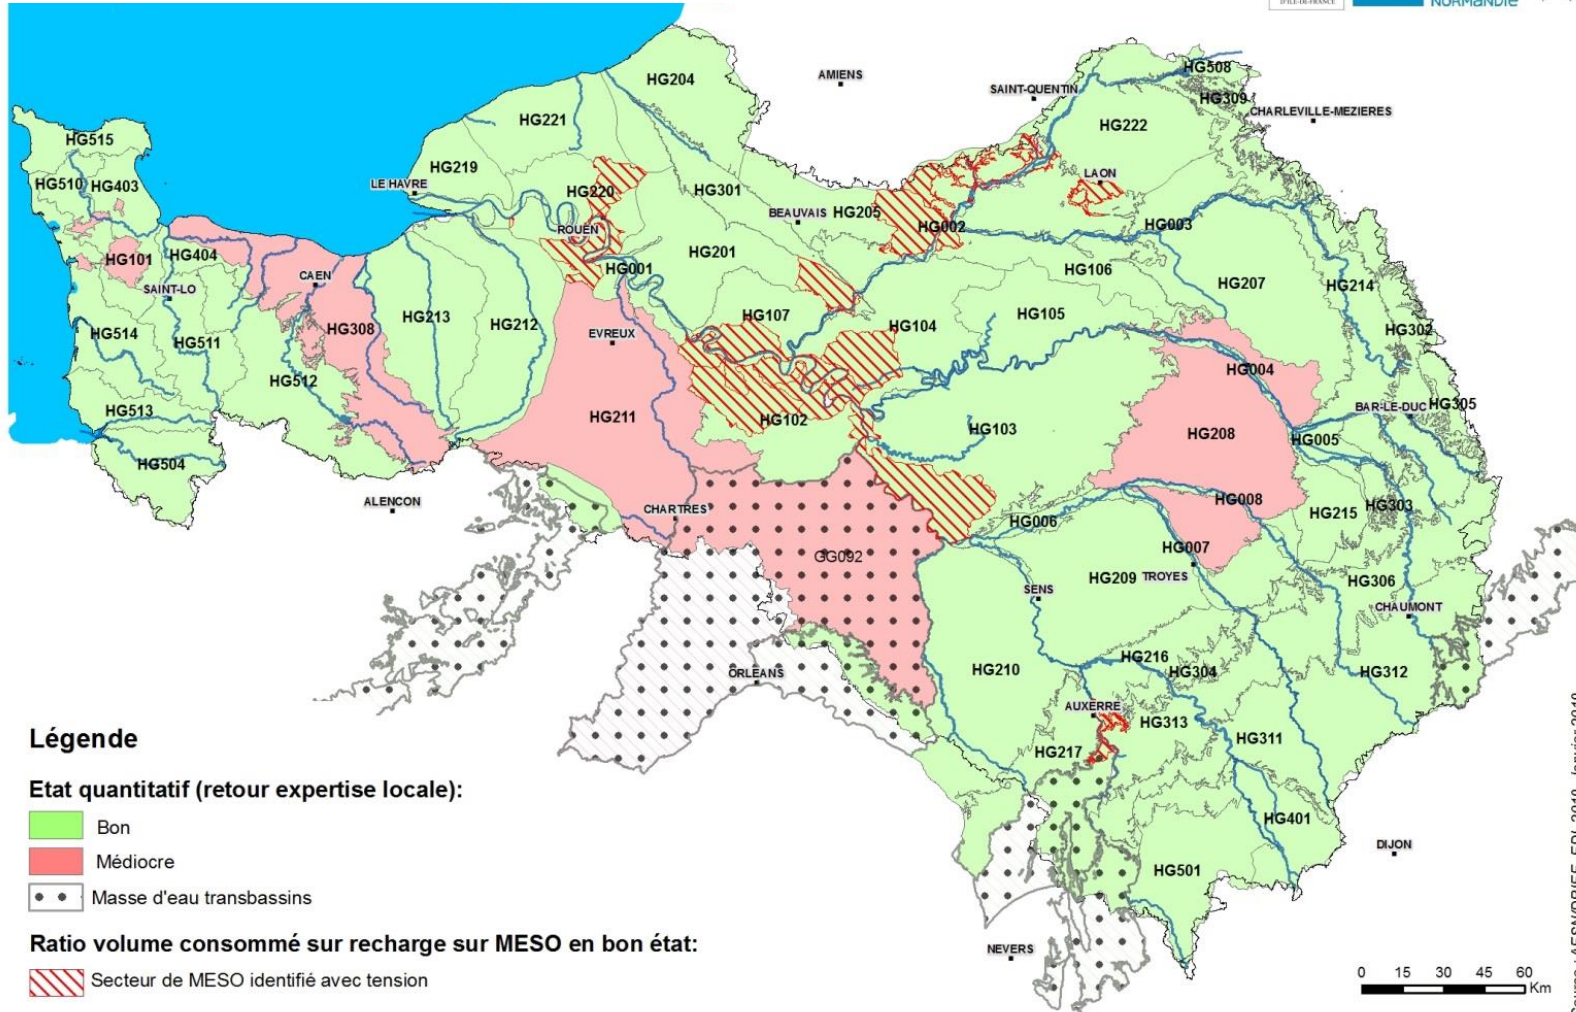 D'ILE-DE-FRANCE
NORMANDIE
AMIENS
SAINT-QUENTIN
CHARLEVILLE-MEZIERES
HG508
HG309
HG204
HG222
HG221
HG515
HG219
LE HAVRE
HG510
HG403
HG220
HG301
LAON
BEAUVAIS
HG205
HG002
HG003
ROUEN
HG101
HG404
HG201
HG001
HG106
HG207
HG214
SAINT-LO
CAEN
HG107
HG104
HG105
HG302
HG514
HG511
HG308
HG213
HG212
EVREUX
HG004
HG512
HG513
HG211
HG102
HG103
HG208
BAR-LE-DUC
HG305
HG005
HG504
ALENCON
CHARTRES
HG006
HG008
HG215
HG303
HG007
GG092
HG209
TROYES
HG306
SENS
CHAUMONT
ORLEANS
HG210
HG216
HG304
HG312
AUXERRE
HG313
HG217
HG311
HG401
DIJON
HG501
NEVERS
Légende
Etat quantitatif (retour expertise locale):
Bon
Médiocre
Masse d'eau transbassins
Ratio volume consommé sur recharge sur MESO en bon état:
Secteur de MESO identifié avec tension
0 15 30 45 60
Km